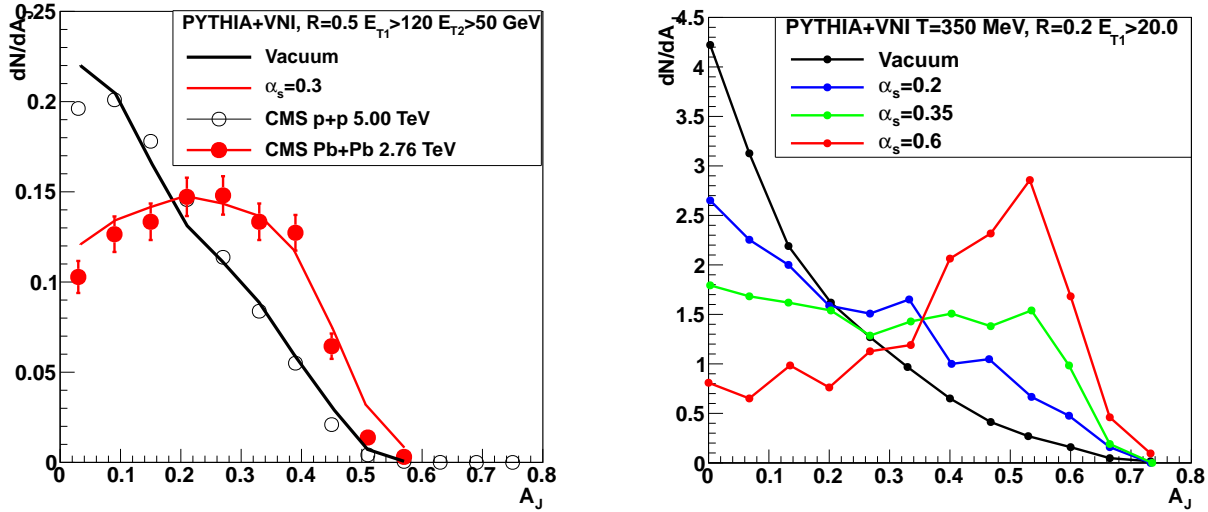 PYTHIA+VNI, R=0.5 E_T1>120 E_T2>50 GeV
Vacuum
α_s=0.3
CMS p+p 5.00 TeV
CMS Pb+Pb 2.76 TeV
dN/dA
0.25
0.2
0.15
0.1
0.05
0
0 0.1 0.2 0.3 0.4 0.5 0.6 0.7 0.8
A_J
PYTHIA+VNI T=350 MeV, R=0.2 E_T1>20.0
Vacuum
α_s=0.2
α_s=0.35
α_s=0.6
dN/dA
4.5
4
3.5
3
2.5
2
1.5
1
0.5
0
0 0.1 0.2 0.3 0.4 0.5 0.6 0.7 0.8
A_J